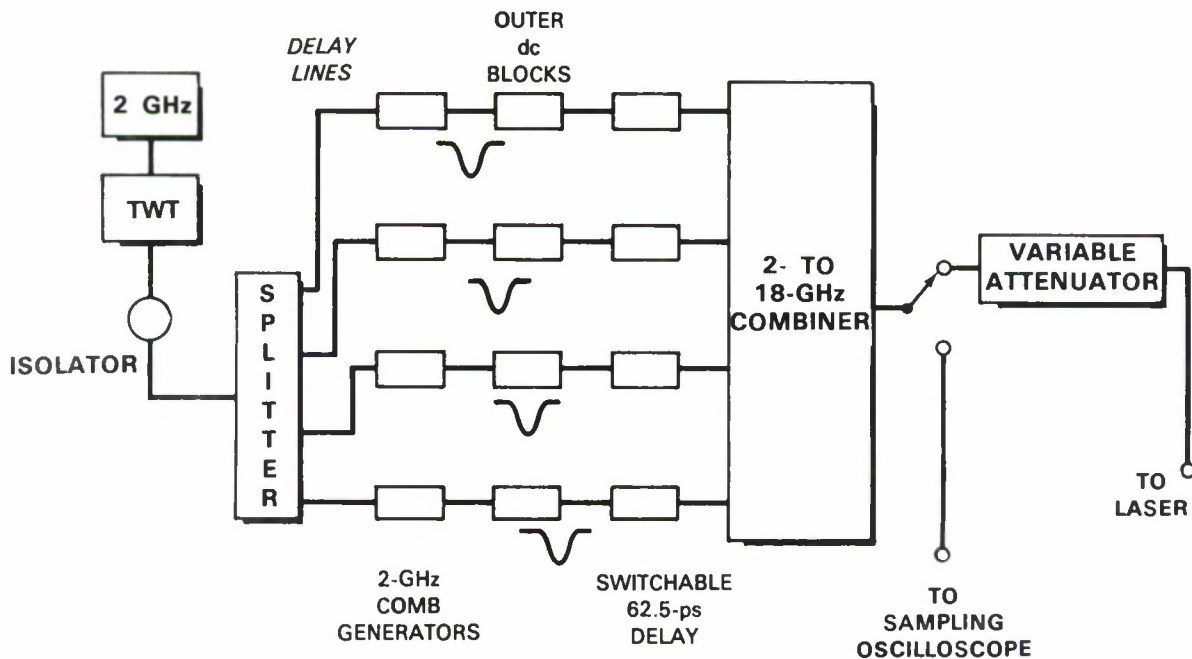 DELAY
LINES
OUTER
dc
BLOCKS
2 GHz
TWT
ISOLATOR
SPLITTER
2- TO
18-GHz
COMBINER
VARIABLE
ATTENUATOR
TO
LASER
2-GHz
COMB
GENERATORS
SWITCHABLE
62.5-ps
DELAY
TO
SAMPLING
OSCILLOSCOPE